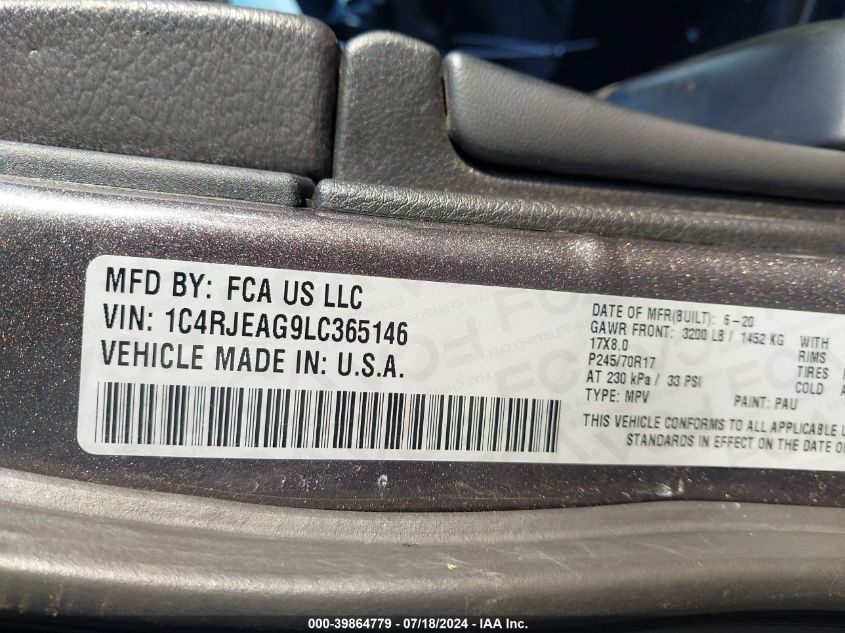 MFD BY: FCA US LLC
VIN: 1C4RJEAG9LC365146
VEHICLE MADE IN: U.S.A.
DATE OF MFR(BUILT): 6-20
GAWR FRONT: 3200 LB / 1452 KG WITH
17X8.0 RIMS
P245/70R17 TIRES
AT 230 kPa / 33 PSI COLD
TYPE: MPV PAINT: PAU
THIS VEHICLE CONFORMS TO ALL APPLICABLE
STANDARDS IN EFFECT ON THE DATE
000-39864779 / 07/18/2024 - IAA Inc.